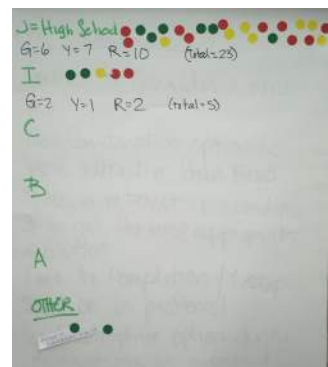 J = High School
G=6 Y=7 R=10 (total=23)
I
G=2 Y=1 R=2 (total=5)
C
B
A
OTHER